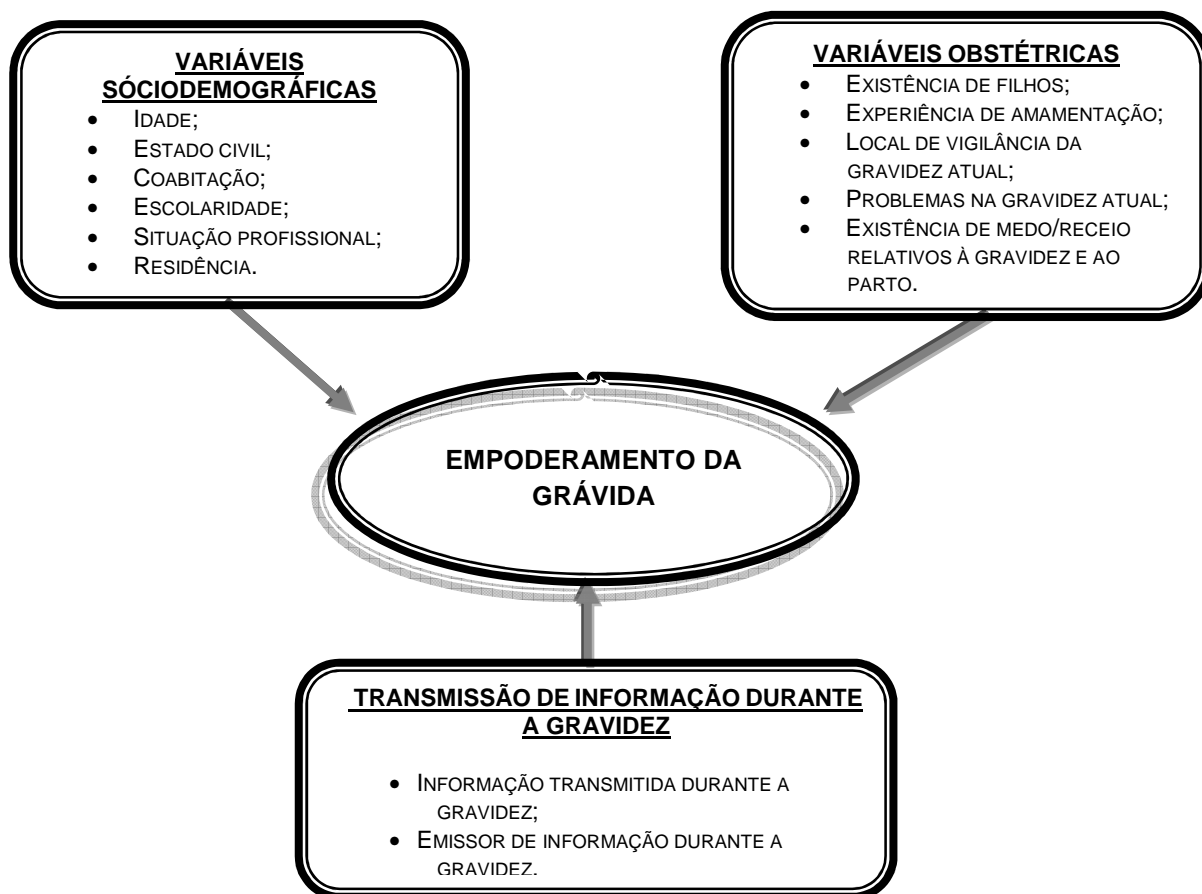 VARIÁVEIS
SÓCIODEMOGRÁFICAS
• IDADE;
• ESTADO CIVIL;
• COABITAÇÃO;
• ESCOLARIDADE;
• SITUAÇÃO PROFISSIONAL;
• RESIDÊNCIA.
VARIÁVEIS OBSTÉTRICAS
• EXISTÊNCIA DE FILHOS;
• EXPERIÊNCIA DE AMAMENTAÇÃO;
• LOCAL DE VIGILÂNCIA DA
GRAVIDEZ ATUAL;
• PROBLEMAS NA GRAVIDEZ ATUAL;
• EXISTÊNCIA DE MEDO/RECEIO
RELATIVOS À GRAVIDEZ E AO
PARTO.
EMPODERAMENTO DA
GRÁVIDA
TRANSMISSÃO DE INFORMAÇÃO DURANTE
A GRAVIDEZ
• INFORMAÇÃO TRANSMITIDA DURANTE A
GRAVIDEZ;
• EMISSOR DE INFORMAÇÃO DURANTE A
GRAVIDEZ.